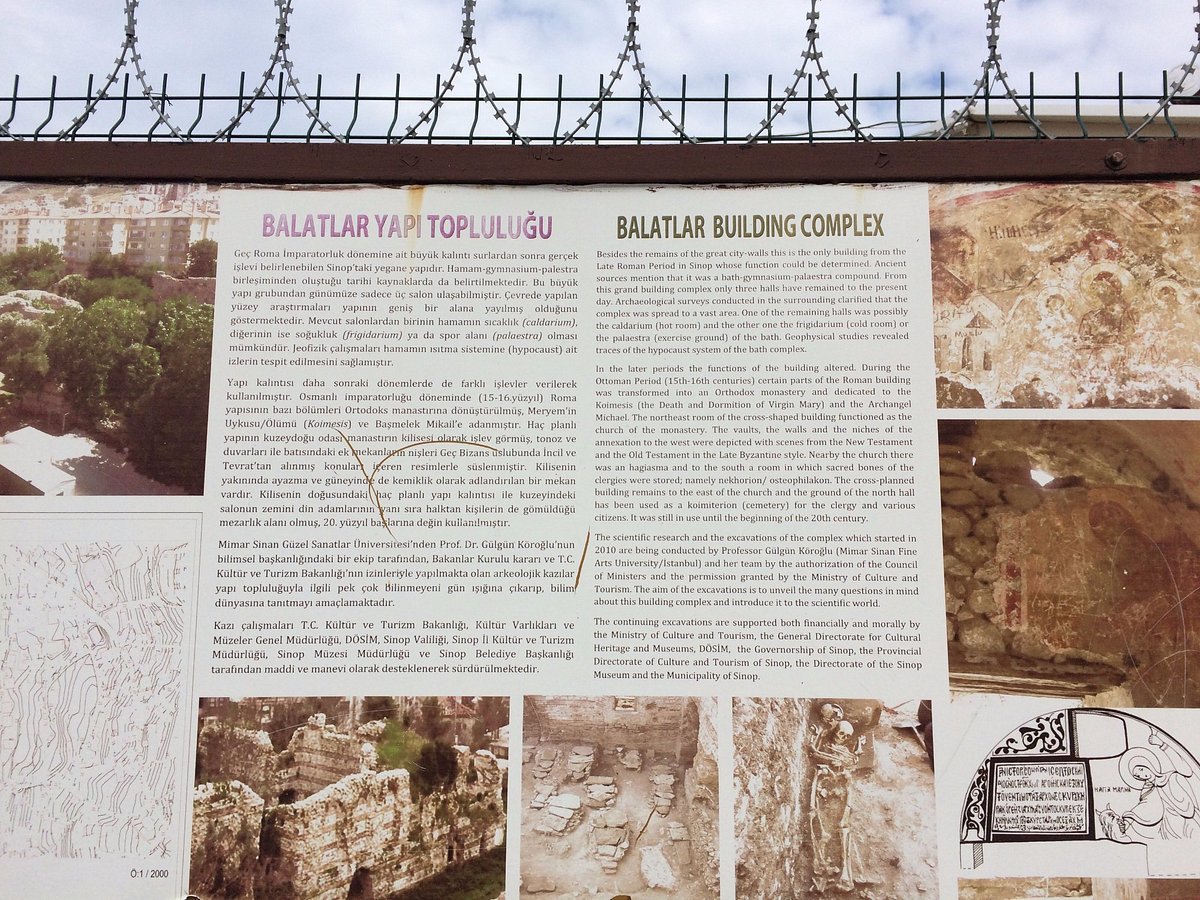 BALATLAR YAPI TOPLULUĞU
Geç Roma İmparatorluk dönemine ait büyük kalıntı surlardan sonra gerçek
işlevi belirlenebilen Sinop'taki yegane yapıdır. Hamam-gymnasium-palestra
birleşiminden oluştuğu tarihi kaynaklarda da belirtilmektedir. Bu büyük
yapı grubundan günümüze sadece üç salon ulaşabilmiştir. Çevrede yapılan
yüzey araştırmaları yapının geniş bir alana yayılmış olduğunu
göstermektedir. Mevcut salonlardan birinin hamamın sıcaklık (caldarium),
diğerinin ise soğukluk (frigidarium) ya da spor alanı (palaestra) olması
mümkündür. Jeofizik çalışmaları hamamın ısıtma sistemine (hypocaust) ait
izlerin tespit edilmesini sağlamıştır.
Yapı kalıntısı daha sonraki dönemlerde de farklı işlevler verilerek
kullanılmıştır. Osmanlı imparatorluğu döneminde (15-16.yüzyıl) Roma
yapısının bazı bölümleri Ortodoks manastırına dönüştürülmüş, Meryem'in
Uykusu/Ölümü (Koimesis) ve Başmelek Mikail'e adanmıştır. Haç planlı
yapının kuzeydoğu odası manastırın kilisesi olarak işlev görmüş, tonoz ve
duvarları ile batısındaki ek mekanların nişleri Geç Bizans uslubunda İncil ve
Tevrat'tan alınmış konuları içeren resimlerle süslenmiştir. Kilisenin
yakınında ayazma ve güneyinde de kemiklik olarak adlandırılan bir mekan
vardır. Kilisenin doğusundaki haç planlı yapı kalıntısı ile kuzeyindeki
salonun zemini din adamlarının yanı sıra halktan kişilerin de gömüldüğü
mezarlık alanı olmuş, 20. yüzyıl başlarına değin kullanılmıştır.
Mimar Sinan Güzel Sanatlar Üniversitesi'nden Prof. Dr. Gülgün Köroğlu'nun
bilimsel başkanlığındaki bir ekip tarafından, Bakanlar Kurulu kararı ve T.C.
Kültür ve Turizm Bakanlığı'nın izinleriyle yapılmakta olan arkeolojik kazılar
yapı topluluğuyla ilgili pek çok bilinmeyeni gün ışığına çıkarıp, bilim
dünyasına tanıtmayı amaçlamaktadır.
Kazı çalışmaları T.C. Kültür ve Turizm Bakanlığı, Kültür Varlıkları ve
Müzeler Genel Müdürlüğü, DÖSİM, Sinop Valiliği, Sinop İl Kültür ve Turizm
Müdürlüğü, Sinop Müzesi Müdürlüğü ve Sinop Belediye Başkanlığı
tarafından maddi ve manevi olarak desteklenerek sürdürülmektedir.
BALATLAR BUILDING COMPLEX
Besides the remains of the great city-walls this is the only building from the
Late Roman Period in Sinop whose function could be determined. Ancient
sources mention that it was a bath-gymnasium-palaestra compound. From
this grand building complex only three halls have remained to the present
day. Archaeological surveys conducted in the surrounding clarified that the
complex was spread to a vast area. One of the remaining halls was possibly
the caldarium (hot room) and the other one the frigidarium (cold room) or
the palaestra (exercise ground) of the bath. Geophysical studies revealed
traces of the hypocaust system of the bath complex.
In the later periods the functions of the building altered. During the
Ottoman Period (15th-16th centuries) certain parts of the Roman building
was transformed into an Orthodox monastery and dedicated to the
Koimesis (the Death and Dormition of Virgin Mary) and the Archangel
Michael. The northeast room of the cross-shaped building functioned as the
church of the monastery. The vaults, the walls and the niches of the
annexation to the west were depicted with scenes from the New Testament
and the Old Testament in the Late Byzantine style. Nearby the church there
was an hagiasma and to the south a room in which sacred bones of the
clergies were stored; namely nekhorion/ osteophilakon. The cross-planned
building remains to the east of the church and the ground of the north hall
has been used as a koimiterion (cemetery) for the clergy and various
citizens. It was still in use until the beginning of the 20th century.
The scientific research and the excavations of the complex which started in
2010 are being conducted by Professor Gülgün Köroğlu (Mimar Sinan Fine
Arts University/İstanbul) and her team by the authorization of the Council
of Ministers and the permission granted by the Ministry of Culture and
Tourism. The aim of the excavations is to unveil the many questions in mind
about this building complex and introduce it to the scientific world.
The continuing excavations are supported both financially and morally by
the Ministry of Culture and Tourism, the General Directorate for Cultural
Heritage and Museums, DÖSİM, the Governorship of Sinop, the Provincial
Directorate of Culture and Tourism of Sinop, the Directorate of the Sinop
Museum and the Municipality of Sinop.
Ö:1 / 2000